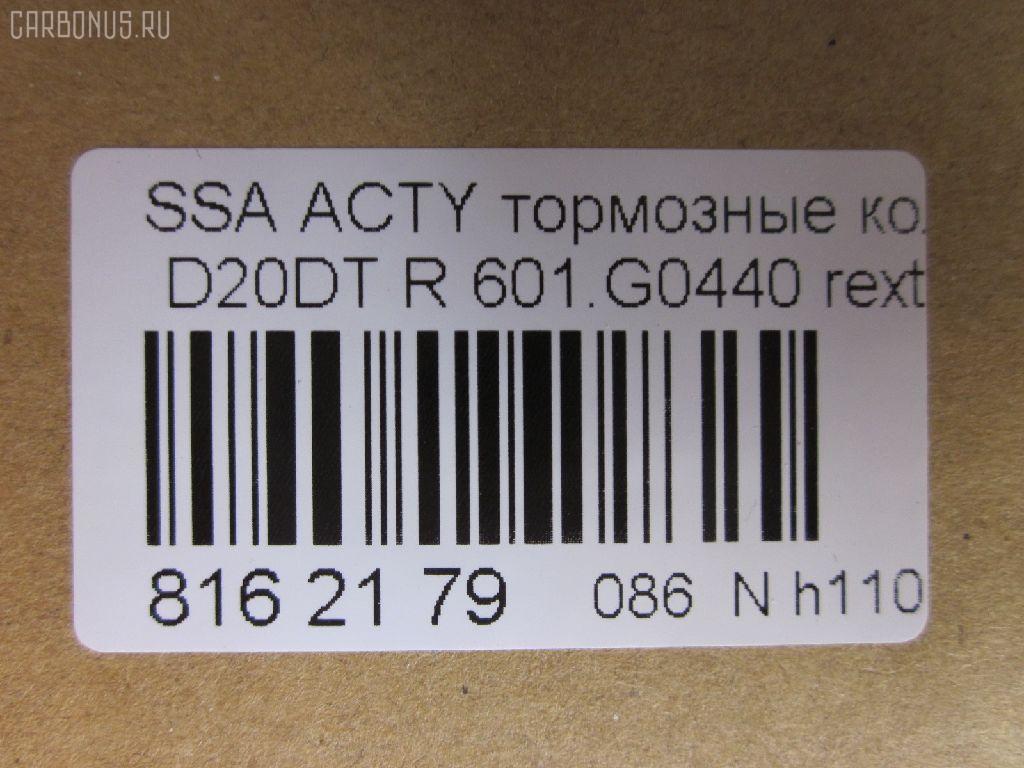 CARBONUS.RU
SSA ACTY тормозные ко
D20DT R 601.G0440 rext
816 21 79 086 N h110